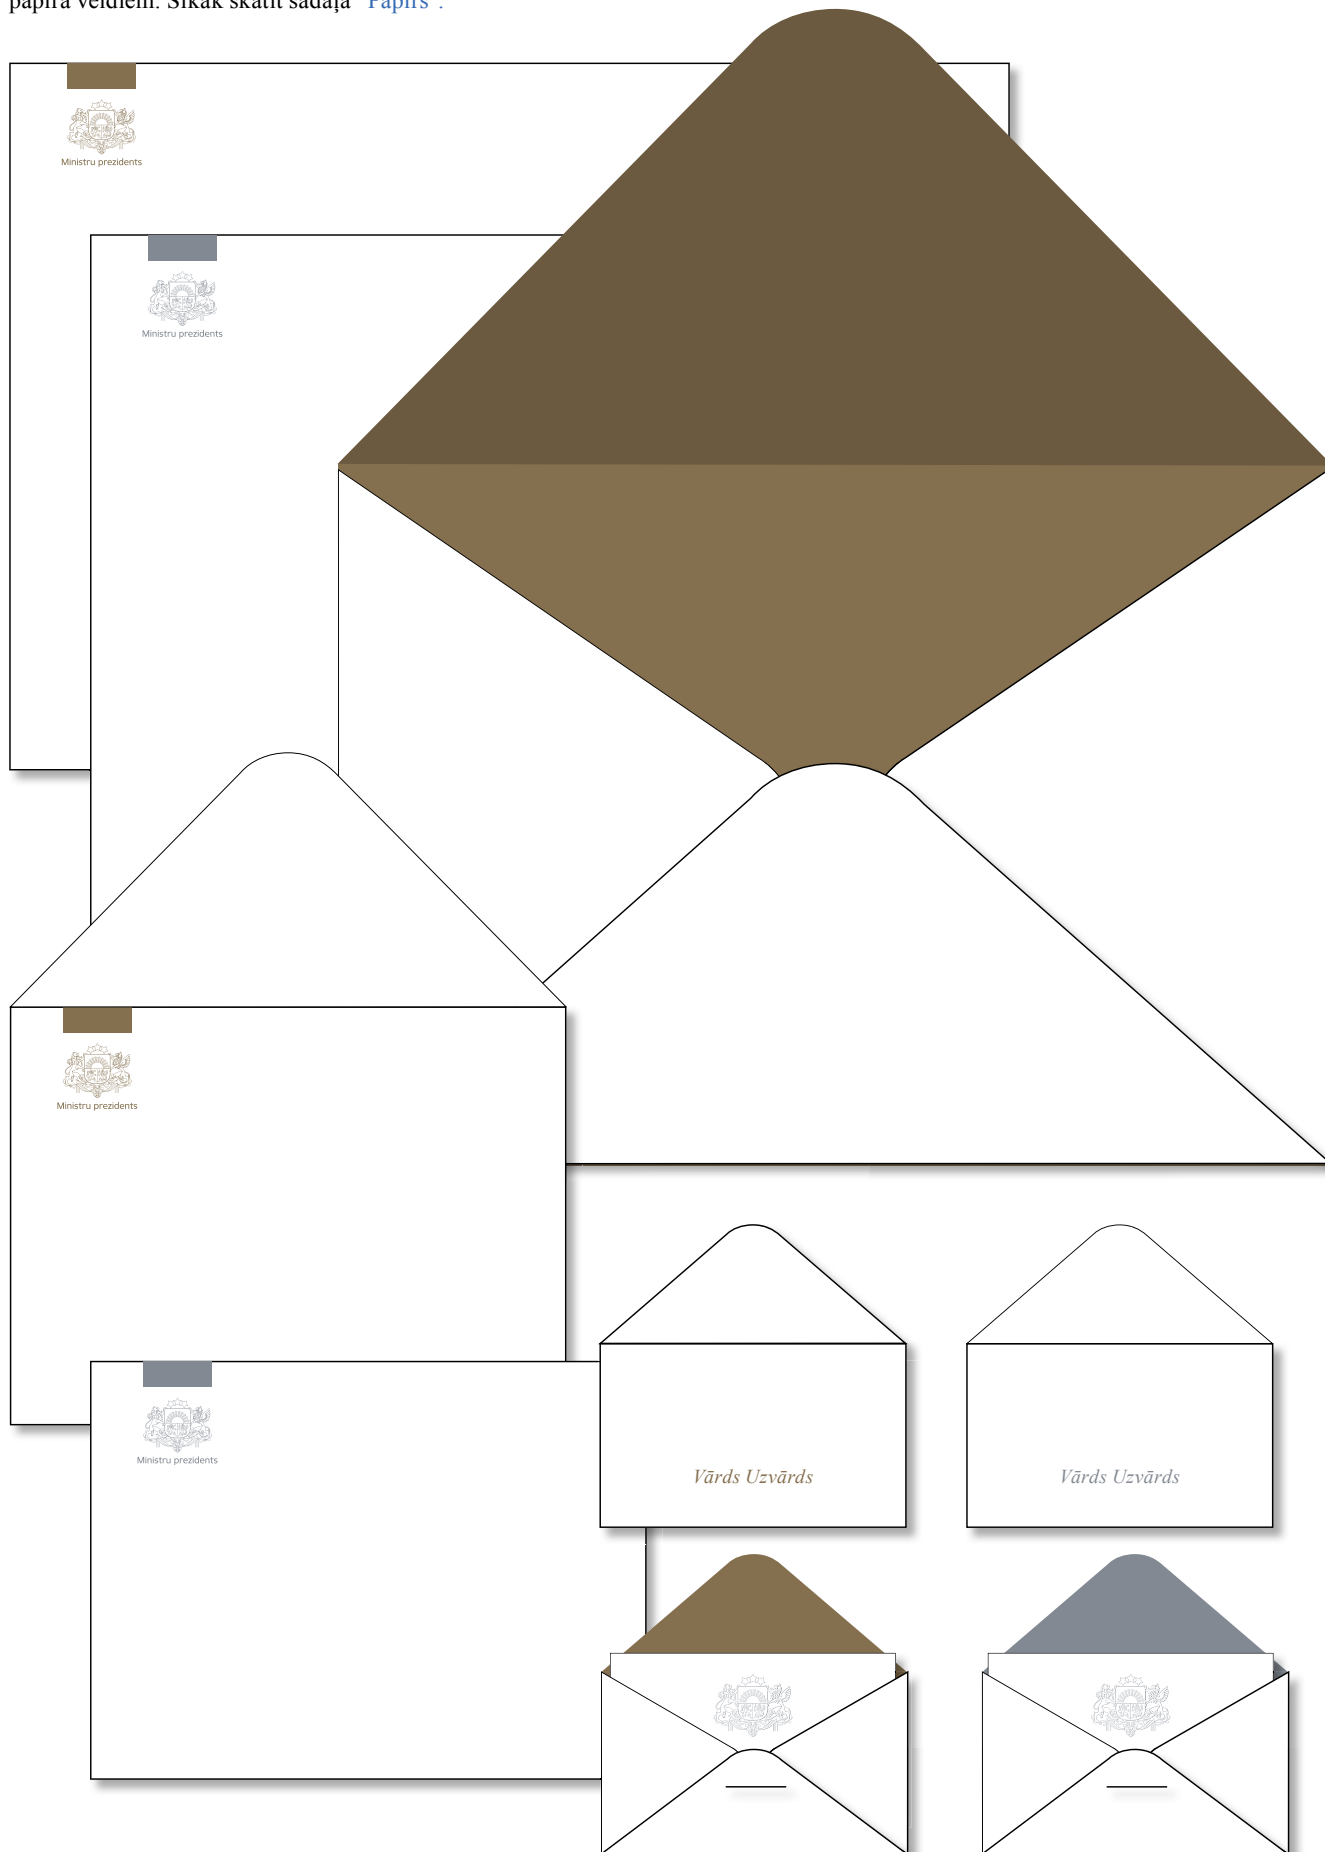 papīra veidiem. Sīkāk skatīt sadaļā "Papīrs".
Ministru prezidents
Ministru prezidents
Ministru prezidents
Vārds Uzvārds
Vārds Uzvārds
Ministru prezidents